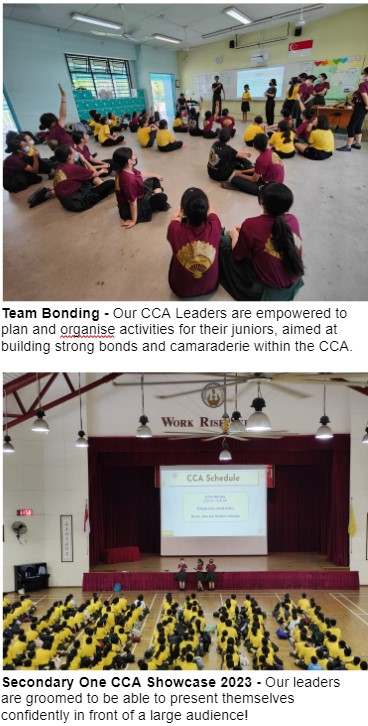 Team Bonding - Our CCA Leaders are empowered to
plan and organise activities for their juniors, aimed at
building strong bonds and camaraderie within the CCA.
WORK
CCA Schedule
Secondary One CCA Showcase 2023 - Our leaders
are groomed to be able to present themselves
confidently in front of a large audience!